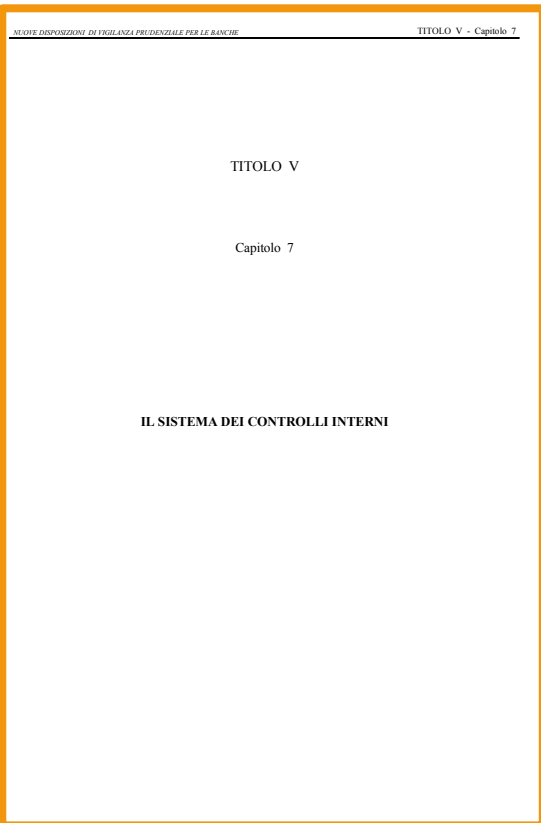 NUOVE DISPOSIZIONI DI VIGILANZA PRUDENZIALE PER LE BANCHE TITOLO V - Capitolo 7
TITOLO V
Capitolo 7
IL SISTEMA DEI CONTROLLI INTERNI